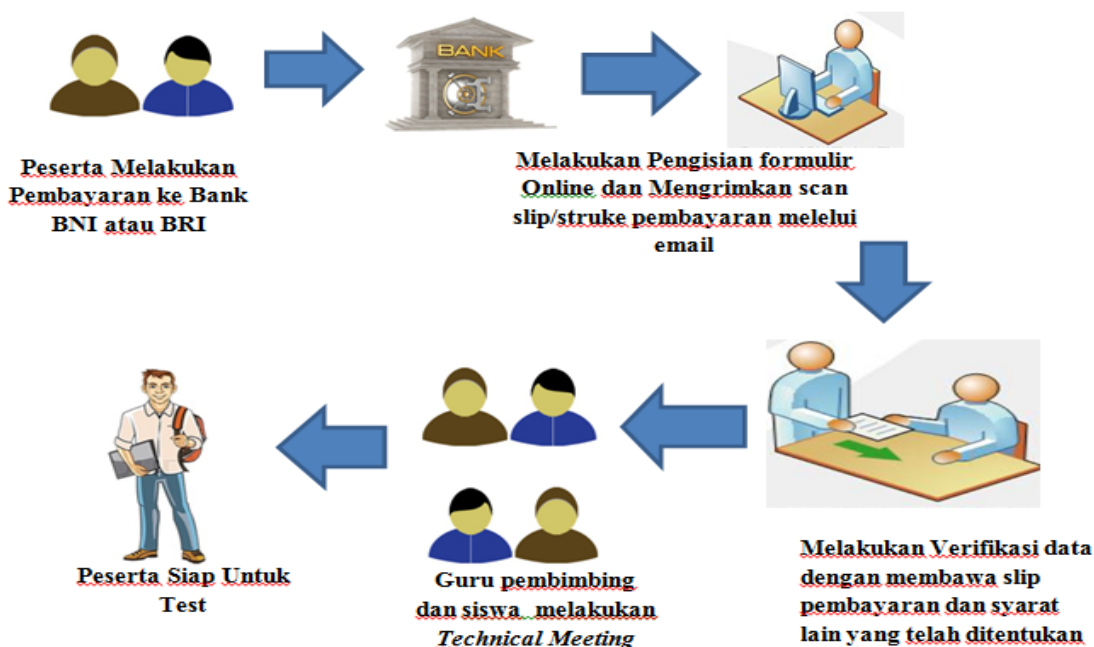 BANK
Peserta Melakukan
Pembayaran ke Bank
BNI atau BRI
Melakukan Pengisian formulir
Online dan Mengrimkan scan
slip/struke pembayaran melelui
email
Melakukan Verifikasi data
dengan membawa slip
pembayaran dan syarat
lain yang telah ditentukan
Guru pembimbing
dan siswa melakukan
Technical Meeting
Peserta Siap Untuk
Test